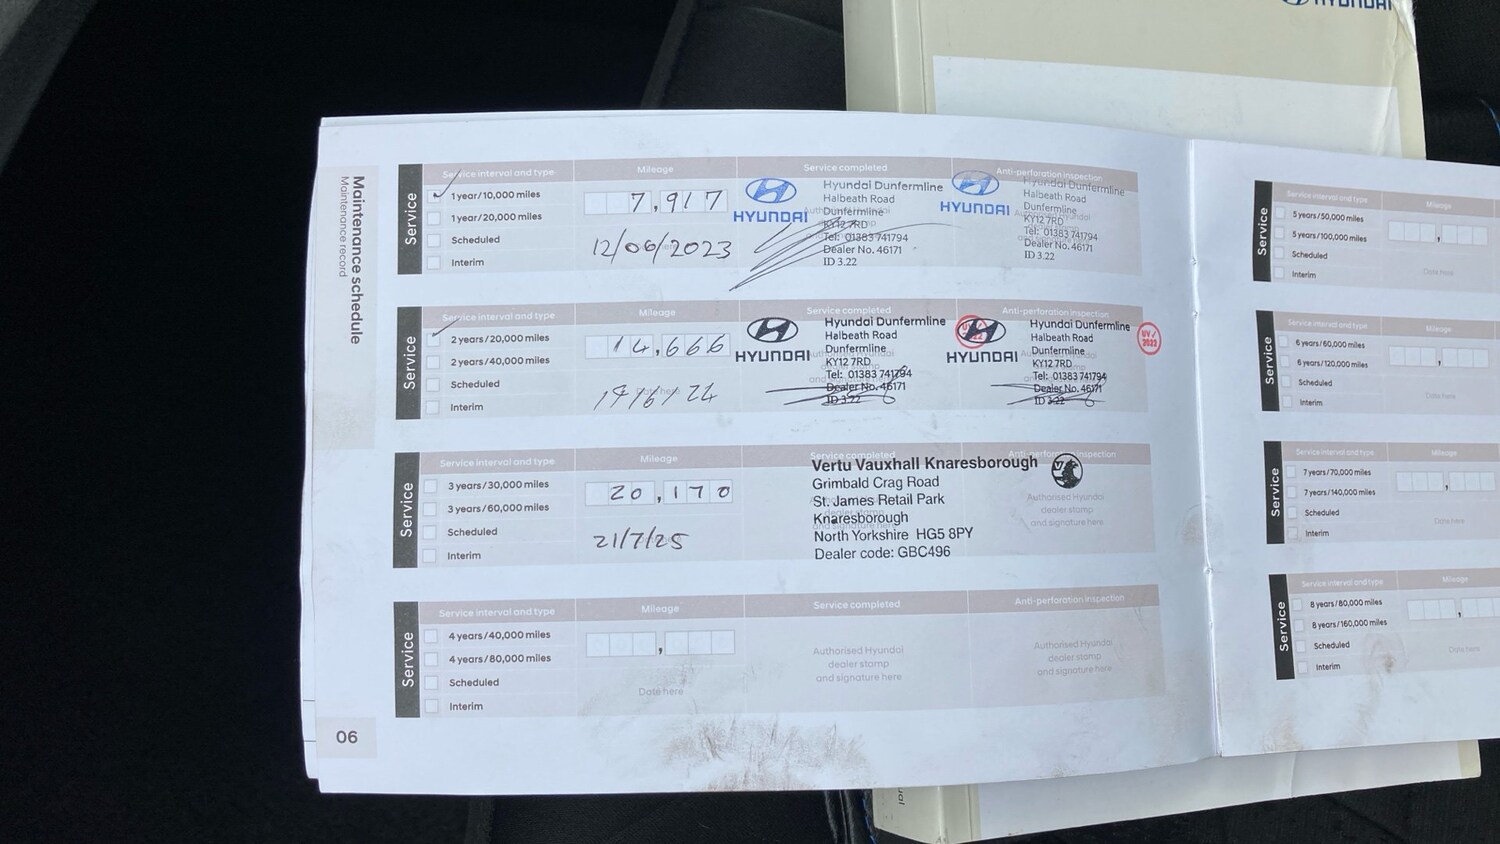 HYUNDAI
Maintenance schedule
Maintenance record
Service
Service interval and type
Mileage
Service completed
Anti-perforation inspection
1 year/10,000 miles
1 year/20,000 miles
Scheduled
Interim
7,917
12/06/2023
HYUNDAI
Hyundai Dunfermline
Halbeath Road
Dunfermline
KY12 7RD
Tel: 01383 741794
Dealer No. 46171
ID 3.22
HYUNDAI
Hyundai Dunfermline
Halbeath Road
Dunfermline
KY12 7RD
Tel: 01383 741794
Dealer No. 46171
ID 3.22
Service
Service interval and type
Mileage
Service completed
Anti-perforation inspection
2 years/20,000 miles
2 years/40,000 miles
Scheduled
Interim
14,666
HYUNDAI
Hyundai Dunfermline
Halbeath Road
Dunfermline
KY12 7RD
Tel: 01383 741794
Dealer No. 46171
ID 3.22
HYUNDAI
Hyundai Dunfermline
Halbeath Road
Dunfermline
KY12 7RD
Tel: 01383 741794
Dealer No. 46171
ID 3.22
UV ✓
2023
Service
Service interval and type
Mileage
Service completed
Anti-perforation inspection
3 years/30,000 miles
3 years/60,000 miles
Scheduled
Interim
20,170
21/7/25
Vertu Vauxhall Knaresborough
Grimbald Crag Road
St. James Retail Park
Knaresborough
North Yorkshire HG5 8PY
Dealer code: GBC496
Authorised Hyundai
dealer stamp
and signature here
Service
Service interval and type
Mileage
Service completed
Anti-perforation inspection
4 years/40,000 miles
4 years/80,000 miles
Scheduled
Interim
,
Date here
Authorised Hyundai
dealer stamp
and signature here
Authorised Hyundai
dealer stamp
and signature here
06
Service
Service interval and type
Mileage
5 years/50,000 miles
5 years/100,000 miles
Scheduled
Interim
,
Date here
Service
Service interval and type
Mileage
6 years/60,000 miles
6 years/120,000 miles
Scheduled
Interim
,
Date here
Service
Service interval and type
Mileage
7 years/70,000 miles
7 years/140,000 miles
Scheduled
Interim
,
Date here
Service
Service interval and type
Mileage
8 years/80,000 miles
8 years/160,000 miles
Scheduled
Interim
,
Date here